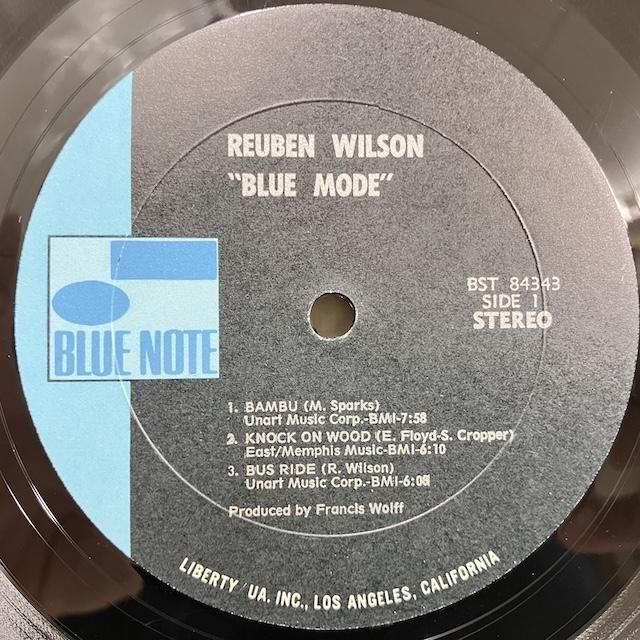 REUBEN WILSON
"BLUE MODE"
BST 84343
SIDE 1
STEREO
BLUE NOTE
1. BAMBU (M. Sparks)
Unart Music Corp.-BMI-7:58
2. KNOCK ON WOOD (E. Floyd-S. Cropper)
East/Memphis Music-BMI-6:10
3. BUS RIDE (R. Wilson)
Unart Music Corp.-BMI-6:08
Produced by Francis Wolff
LIBERTY UA, INC., LOS ANGELES, CALIFORNIA